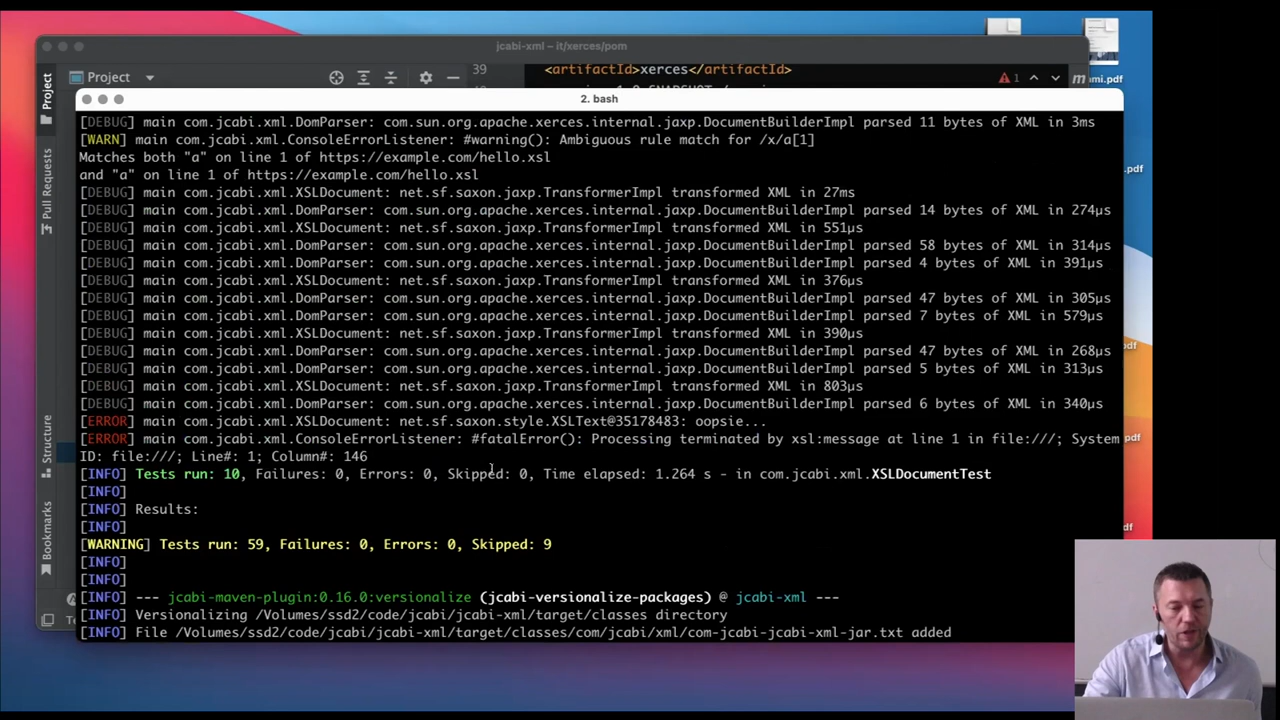 jcabi-xml – it/xerces/pom
Project
39
<artifactId>xerces</artifactId>
1
mi.pdf
2. bash
[DEBUG] main com.jcabi.xml.DomParser: com.sun.org.apache.xerces.internal.jaxp.DocumentBuilderImpl parsed 11 bytes of XML in 3ms
[WARN] main com.jcabi.xml.ConsoleErrorListener: #warning(): Ambiguous rule match for /x/a[1]
Matches both "a" on line 1 of https://example.com/hello.xsl
and "a" on line 1 of https://example.com/hello.xsl
[DEBUG] main com.jcabi.xml.XSLDocument: net.sf.saxon.jaxp.TransformerImpl transformed XML in 27ms
[DEBUG] main com.jcabi.xml.DomParser: com.sun.org.apache.xerces.internal.jaxp.DocumentBuilderImpl parsed 14 bytes of XML in 274µs
[DEBUG] main com.jcabi.xml.XSLDocument: net.sf.saxon.jaxp.TransformerImpl transformed XML in 551µs
[DEBUG] main com.jcabi.xml.DomParser: com.sun.org.apache.xerces.internal.jaxp.DocumentBuilderImpl parsed 58 bytes of XML in 314µs
[DEBUG] main com.jcabi.xml.DomParser: com.sun.org.apache.xerces.internal.jaxp.DocumentBuilderImpl parsed 4 bytes of XML in 391µs
[DEBUG] main com.jcabi.xml.XSLDocument: net.sf.saxon.jaxp.TransformerImpl transformed XML in 376µs
[DEBUG] main com.jcabi.xml.DomParser: com.sun.org.apache.xerces.internal.jaxp.DocumentBuilderImpl parsed 47 bytes of XML in 305µs
[DEBUG] main com.jcabi.xml.DomParser: com.sun.org.apache.xerces.internal.jaxp.DocumentBuilderImpl parsed 7 bytes of XML in 579µs
[DEBUG] main com.jcabi.xml.XSLDocument: net.sf.saxon.jaxp.TransformerImpl transformed XML in 390µs
[DEBUG] main com.jcabi.xml.DomParser: com.sun.org.apache.xerces.internal.jaxp.DocumentBuilderImpl parsed 47 bytes of XML in 268µs
[DEBUG] main com.jcabi.xml.DomParser: com.sun.org.apache.xerces.internal.jaxp.DocumentBuilderImpl parsed 5 bytes of XML in 313µs
[DEBUG] main com.jcabi.xml.XSLDocument: net.sf.saxon.jaxp.TransformerImpl transformed XML in 803µs
[DEBUG] main com.jcabi.xml.DomParser: com.sun.org.apache.xerces.internal.jaxp.DocumentBuilderImpl parsed 6 bytes of XML in 340µs
[ERROR] main com.jcabi.xml.XSLDocument: net.sf.saxon.style.XSLText@35178483: oopsie...
[ERROR] main com.jcabi.xml.ConsoleErrorListener: #fatalError(): Processing terminated by xsl:message at line 1 in file:///; System
ID: file:///; Line#: 1; Column#: 146
[INFO] Tests run: 10, Failures: 0, Errors: 0, Skipped: 0, Time elapsed: 1.264 s - in com.jcabi.xml.XSLDocumentTest
[INFO]
[INFO] Results:
[INFO]
[WARNING] Tests run: 59, Failures: 0, Errors: 0, Skipped: 9
[INFO]
[INFO]
[INFO] --- jcabi-maven-plugin:0.16.0:versionalize (jcabi-versionalize-packages) @ jcabi-xml ---
[INFO] Versionalizing /Volumes/ssd2/code/jcabi/jcabi-xml/target/classes directory
[INFO] File /Volumes/ssd2/code/jcabi/jcabi-xml/target/classes/com/jcabi/xml/com-jcabi-jcabi-xml-jar.txt added
Project
Pull Requests
Structure
Bookmarks
.pdf
df
df